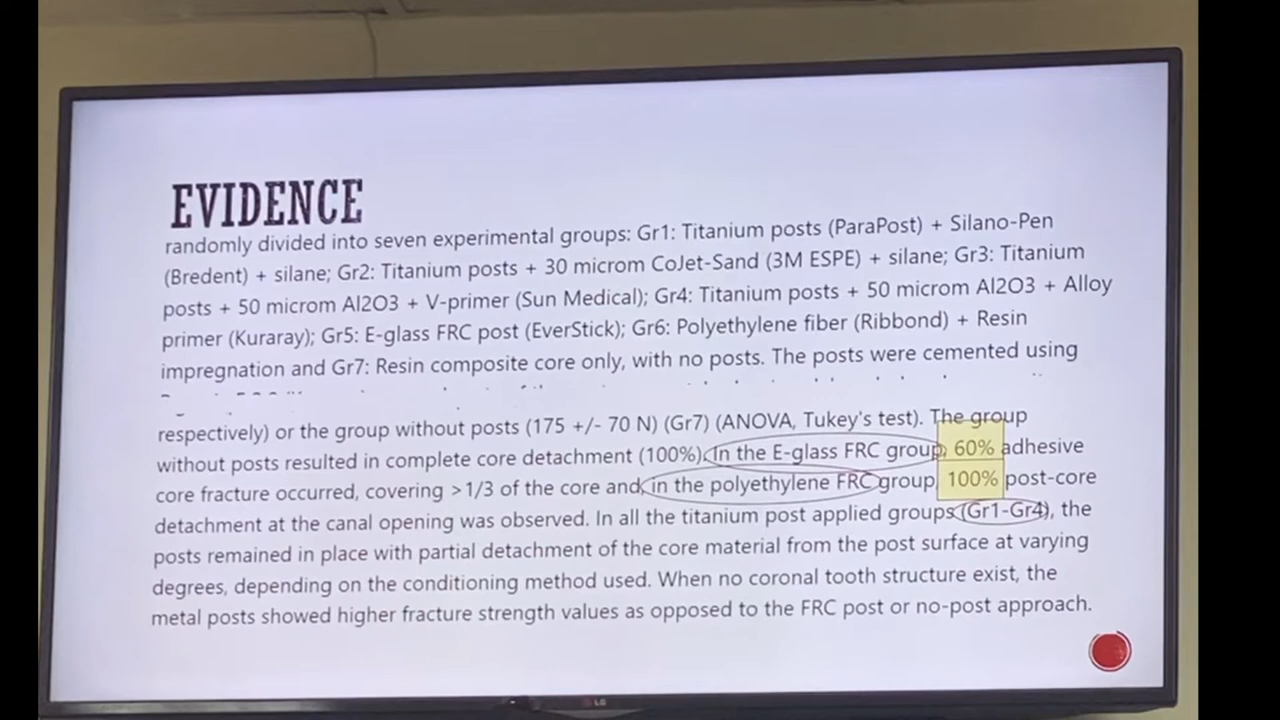 EVIDENCE
randomly divided into seven experimental groups: Gr1: Titanium posts (ParaPost) + Silano-Pen
(Bredent) + silane; Gr2: Titanium posts + 30 microm CoJet-Sand (3M ESPE) + silane; Gr3: Titanium
posts + 50 microm Al2O3 + V-primer (Sun Medical); Gr4: Titanium posts + 50 microm Al2O3 + Alloy
primer (Kuraray); Gr5: E-glass FRC post (EverStick); Gr6: Polyethylene fiber (Ribbond) + Resin
impregnation and Gr7: Resin composite core only, with no posts. The posts were cemented using
respectively) or the group without posts (175 +/- 70 N) (Gr7) (ANOVA, Tukey's test). The group
without posts resulted in complete core detachment (100%). In the E-glass FRC group, 60% adhesive
core fracture occurred, covering >1/3 of the core and, in the polyethylene FRC group, 100% post-core
detachment at the canal opening was observed. In all the titanium post applied groups (Gr1-Gr4), the
posts remained in place with partial detachment of the core material from the post surface at varying
degrees, depending on the conditioning method used. When no coronal tooth structure exist, the
metal posts showed higher fracture strength values as opposed to the FRC post or no-post approach.
LG